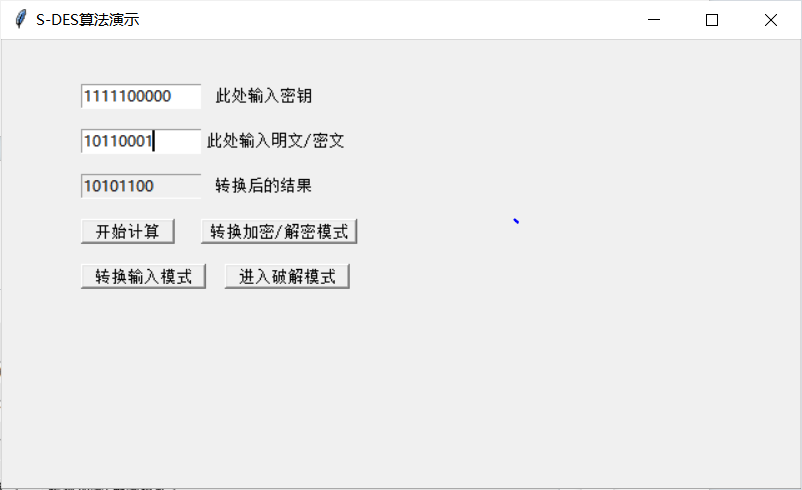 S-DES算法演示
1111100000 此处输入密钥
10110001 此处输入明文/密文
10101100 转换后的结果
开始计算 转换加密/解密模式
转换输入模式 进入破解模式